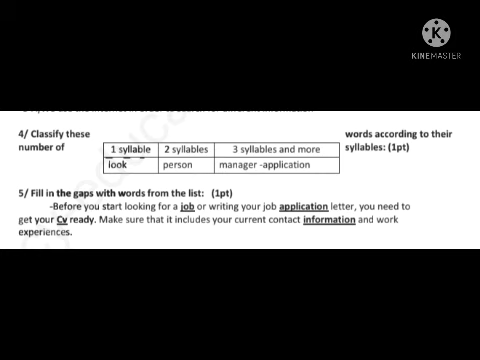 KINEMASTER
4/ Classify these words according to their
number of syllables: (1pt)
1 syllable 2 syllables 3 syllables and more
look person manager -application
5/ Fill in the gaps with words from the list: (1pt)
-Before you start looking for a job or writing your job application letter, you need to
get your Cv ready. Make sure that it includes your current contact information and work
experiences.